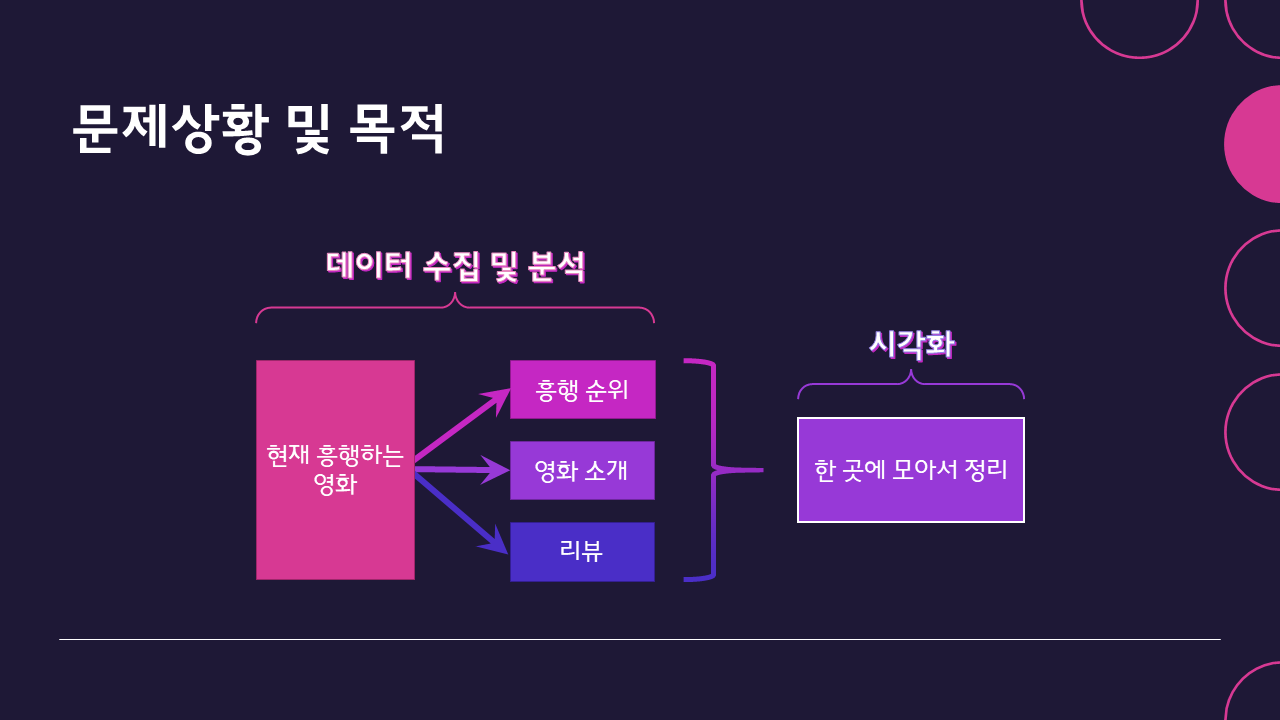 문제상황 및 목적
데이터 수집 및 분석
시각화
현재 흥행하는
영화
흥행 순위
영화 소개
리뷰
한 곳에 모아서 정리